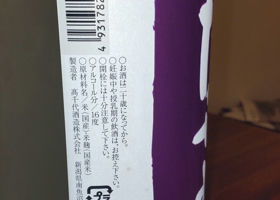 4 93178
○お酒は二十歳になってから。
○妊娠中や授乳期の飲酒は、お控え下さい。
○開栓には十分注意して下さい。
○アルコール分/16度
○原材料名/米(国産)・米麹(国産米)
製造者 髙千代酒造株式会社 新潟県南魚沼
紙